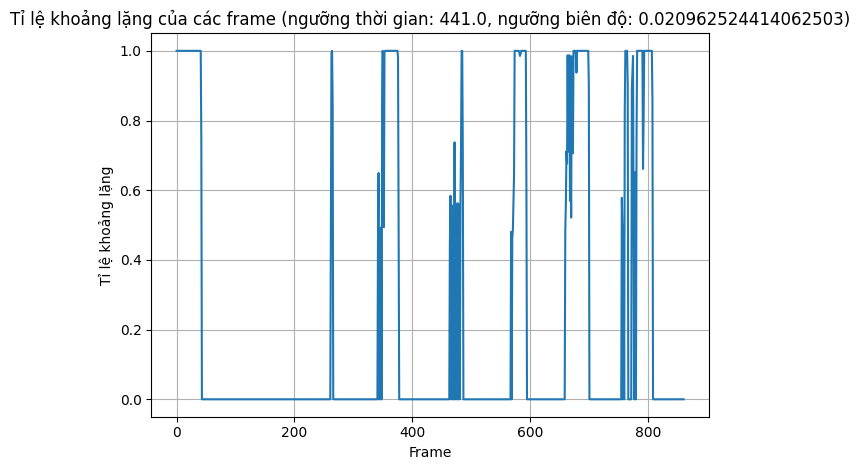 Tỉ lệ khoảng lặng của các frame (ngưỡng thời gian: 441.0, ngưỡng biên độ: 0.020962524414062503)
1.0
0.8
0.6
0.4
0.2
0.0
Tỉ lệ khoảng lặng
0 200 400 600 800
Frame